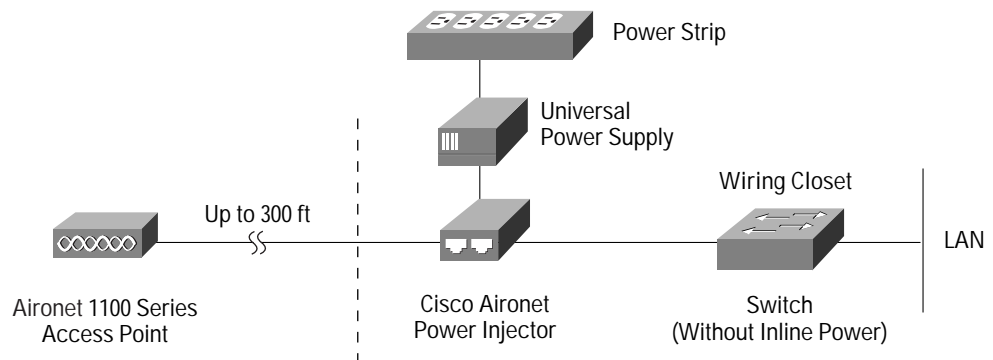 Power Strip
Universal
Power Supply
Wiring Closet
Up to 300 ft
LAN
Aironet 1100 Series
Access Point
Cisco Aironet
Power Injector
Switch
(Without Inline Power)